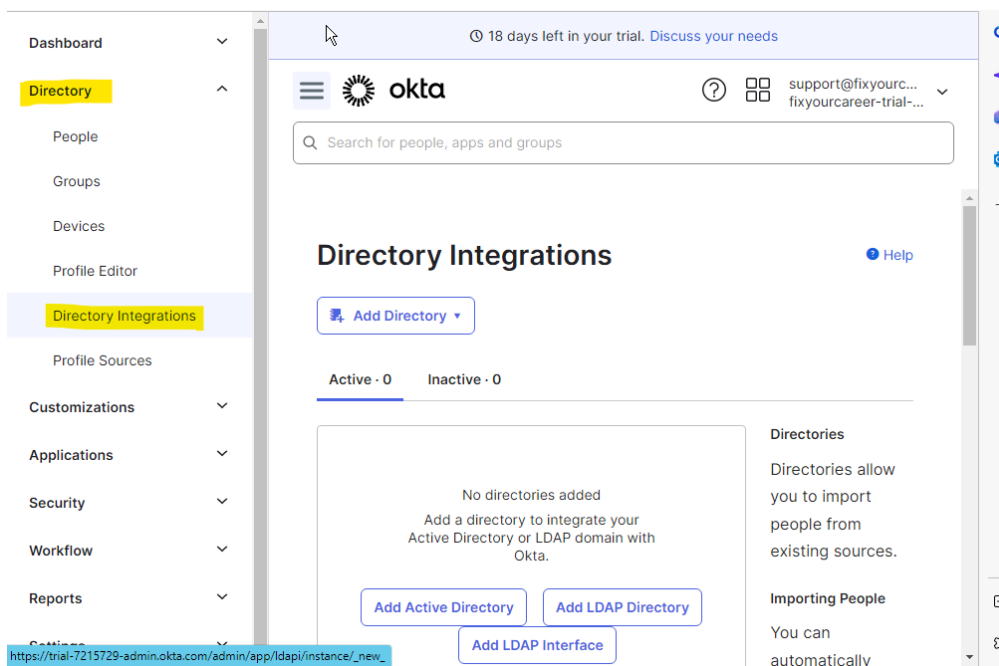 Dashboard
Directory
People
Groups
Devices
Profile Editor
Directory Integrations
Profile Sources
Customizations
Applications
Security
Workflow
Reports
Settings
https://trial-7215729-admin.okta.com/admin/app/ldapi/instance/_new_
18 days left in your trial. Discuss your needs
okta
support@fixyourc...
fixyourcareer-trial-...
Search for people, apps and groups
Directory Integrations
Help
Add Directory
Active · 0 Inactive · 0
No directories added
Add a directory to integrate your
Active Directory or LDAP domain with
Okta.
Add Active Directory Add LDAP Directory
Add LDAP Interface
Directories
Directories allow
you to import
people from
existing sources.
Importing People
You can
automatically